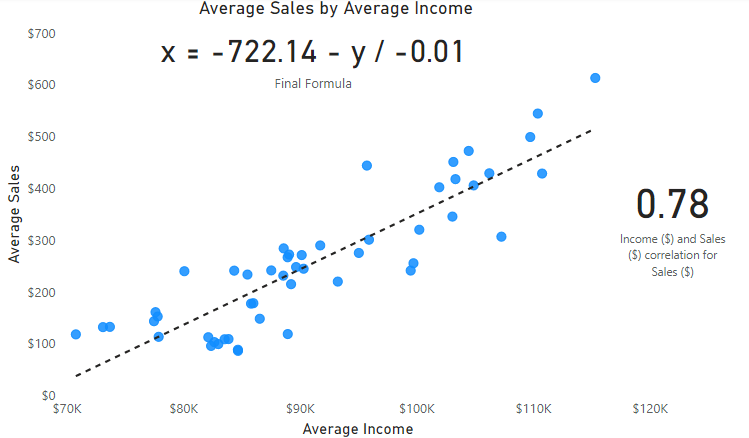 Average Sales by Average Income
x = -722.14 - y / -0.01
Final Formula
$700
$600
$500
$400
$300
$200
$100
$0
Average Sales
0.78
Income ($) and Sales
($) correlation for
Sales ($)
$70K
$80K
$90K
$100K
$110K
$120K
Average Income